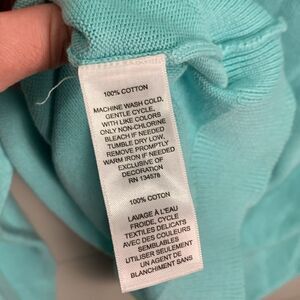 100% COTTON
MACHINE WASH COLD,
GENTLE CYCLE,
WITH LIKE COLORS
ONLY NON-CHLORINE
BLEACH IF NEEDED
TUMBLE DRY LOW,
REMOVE PROMPTLY
WARM IRON IF NEEDED
EXCLUSIVE OF
DECORATION
RN 134578
100% COTON
LAVAGE À L'EAU
FROIDE, CYCLE
TEXTILES DELICATS
AVEC DES COULEURS
SEMBLABLES
UTILISER SEULEMENT
UN AGENT DE
BLANCHIMENT SANS